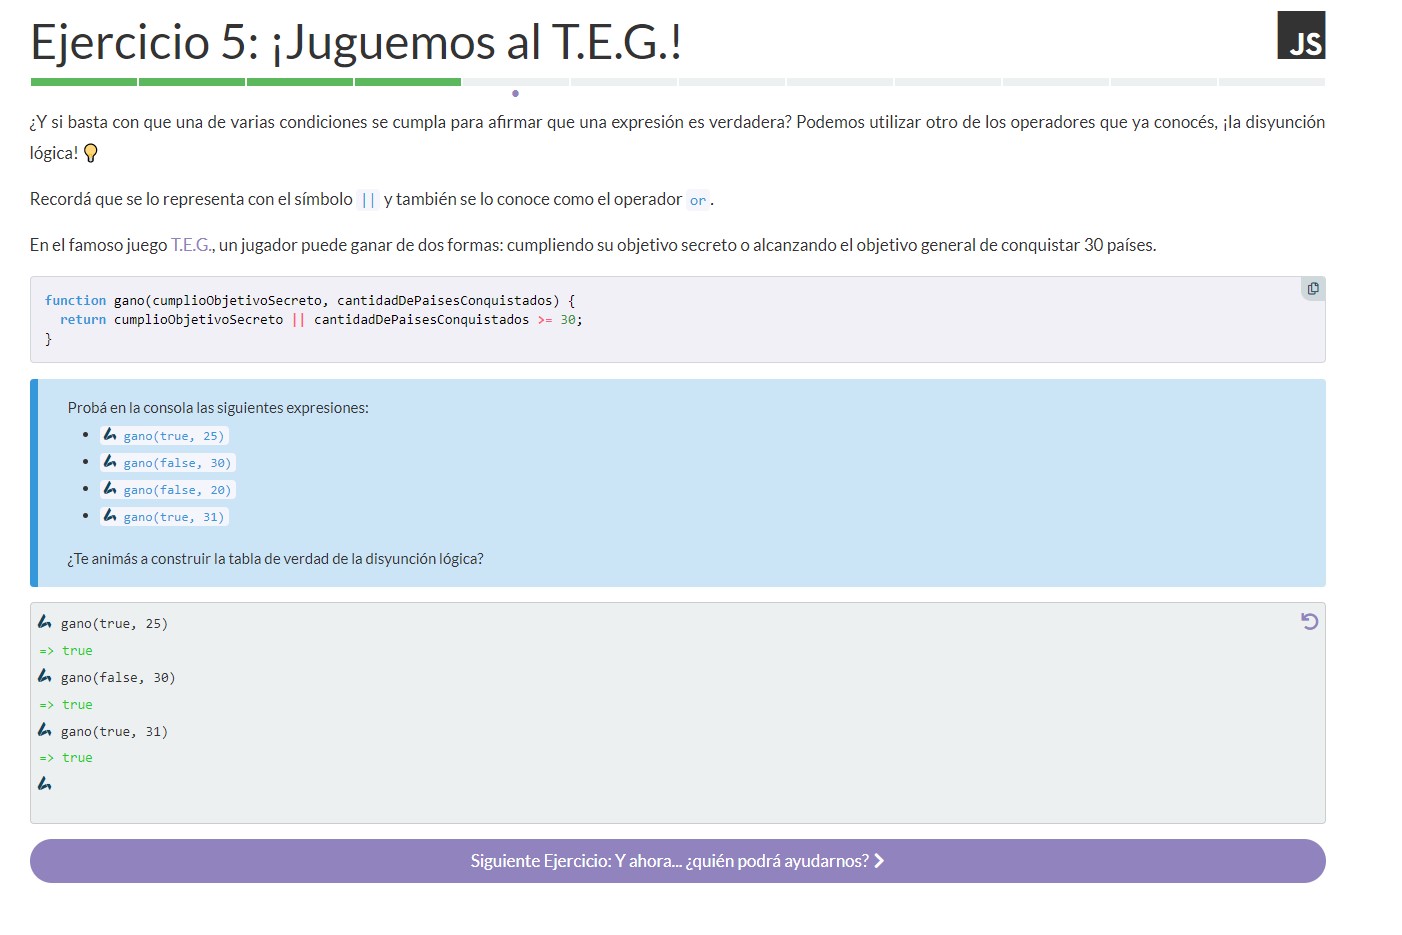 Ejercicio 5: ¡Juguemos al T.E.G.!
JS
¿Y si basta con que una de varias condiciones se cumpla para afirmar que una expresión es verdadera? Podemos utilizar otro de los operadores que ya conocés, ¡la disyunción
lógica! 💡
Recordá que se lo representa con el símbolo || y también se lo conoce como el operador or.
En el famoso juego T.E.G., un jugador puede ganar de dos formas: cumpliendo su objetivo secreto o alcanzando el objetivo general de conquistar 30 países.
function gano(cumplioObjetivoSecreto, cantidadDePaisesConquistados) {
  return cumplioObjetivoSecreto || cantidadDePaisesConquistados >= 30;
}
Probá en la consola las siguientes expresiones:
• gano(true, 25)
• gano(false, 30)
• gano(false, 20)
• gano(true, 31)
¿Te animás a construir la tabla de verdad de la disyunción lógica?
gano(true, 25)
=> true
gano(false, 30)
=> true
gano(true, 31)
=> true
Siguiente Ejercicio: Y ahora... ¿quién podrá ayudarnos?